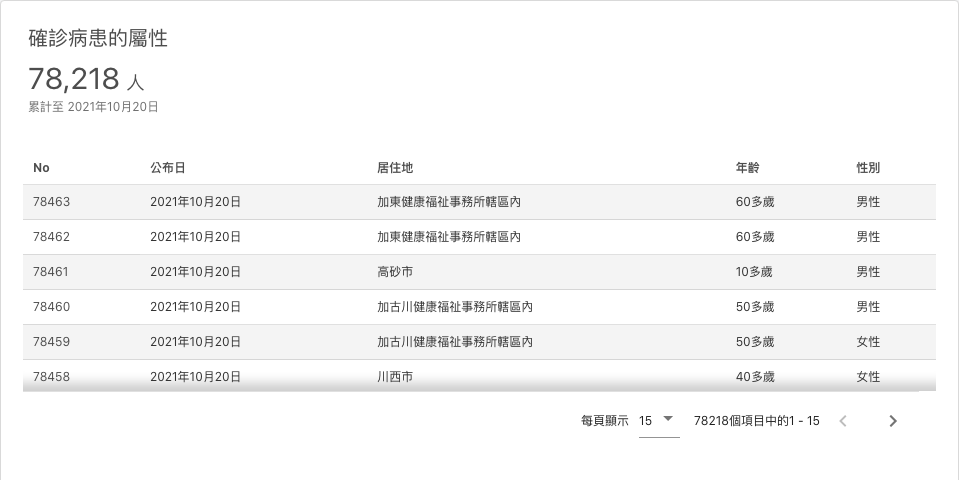 確診病患的屬性
78,218 人
累計至 2021年10月20日
No 公布日 居住地 年齡 性別
78463 2021年10月20日 加東健康福祉事務所轄區內 60多歲 男性
78462 2021年10月20日 加東健康福祉事務所轄區內 60多歲 男性
78461 2021年10月20日 高砂市 10多歲 男性
78460 2021年10月20日 加古川健康福祉事務所轄區內 50多歲 男性
78459 2021年10月20日 加古川健康福祉事務所轄區內 50多歲 女性
78458 2021年10月20日 川西市 40多歲 女性
每頁顯示 15 78218個項目中的1 - 15